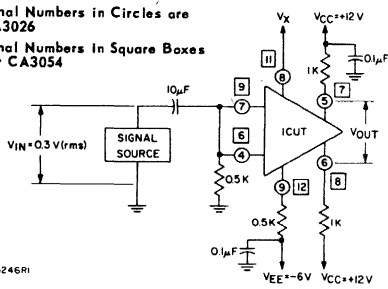 nal Numbers in Circles are
A3026
nal Numbers In Square Boxes
CA3054
VX
VCC=+12V
11
8
0.1μF
1K
7
5
10μF
9
7
VIN=0.3V(rms)
SIGNAL
SOURCE
6
4
ICUT
VOUT
6
8
9
12
0.5K
0.5K
1K
0.1μF
VEE=-6V
VCC=+12V
246R1